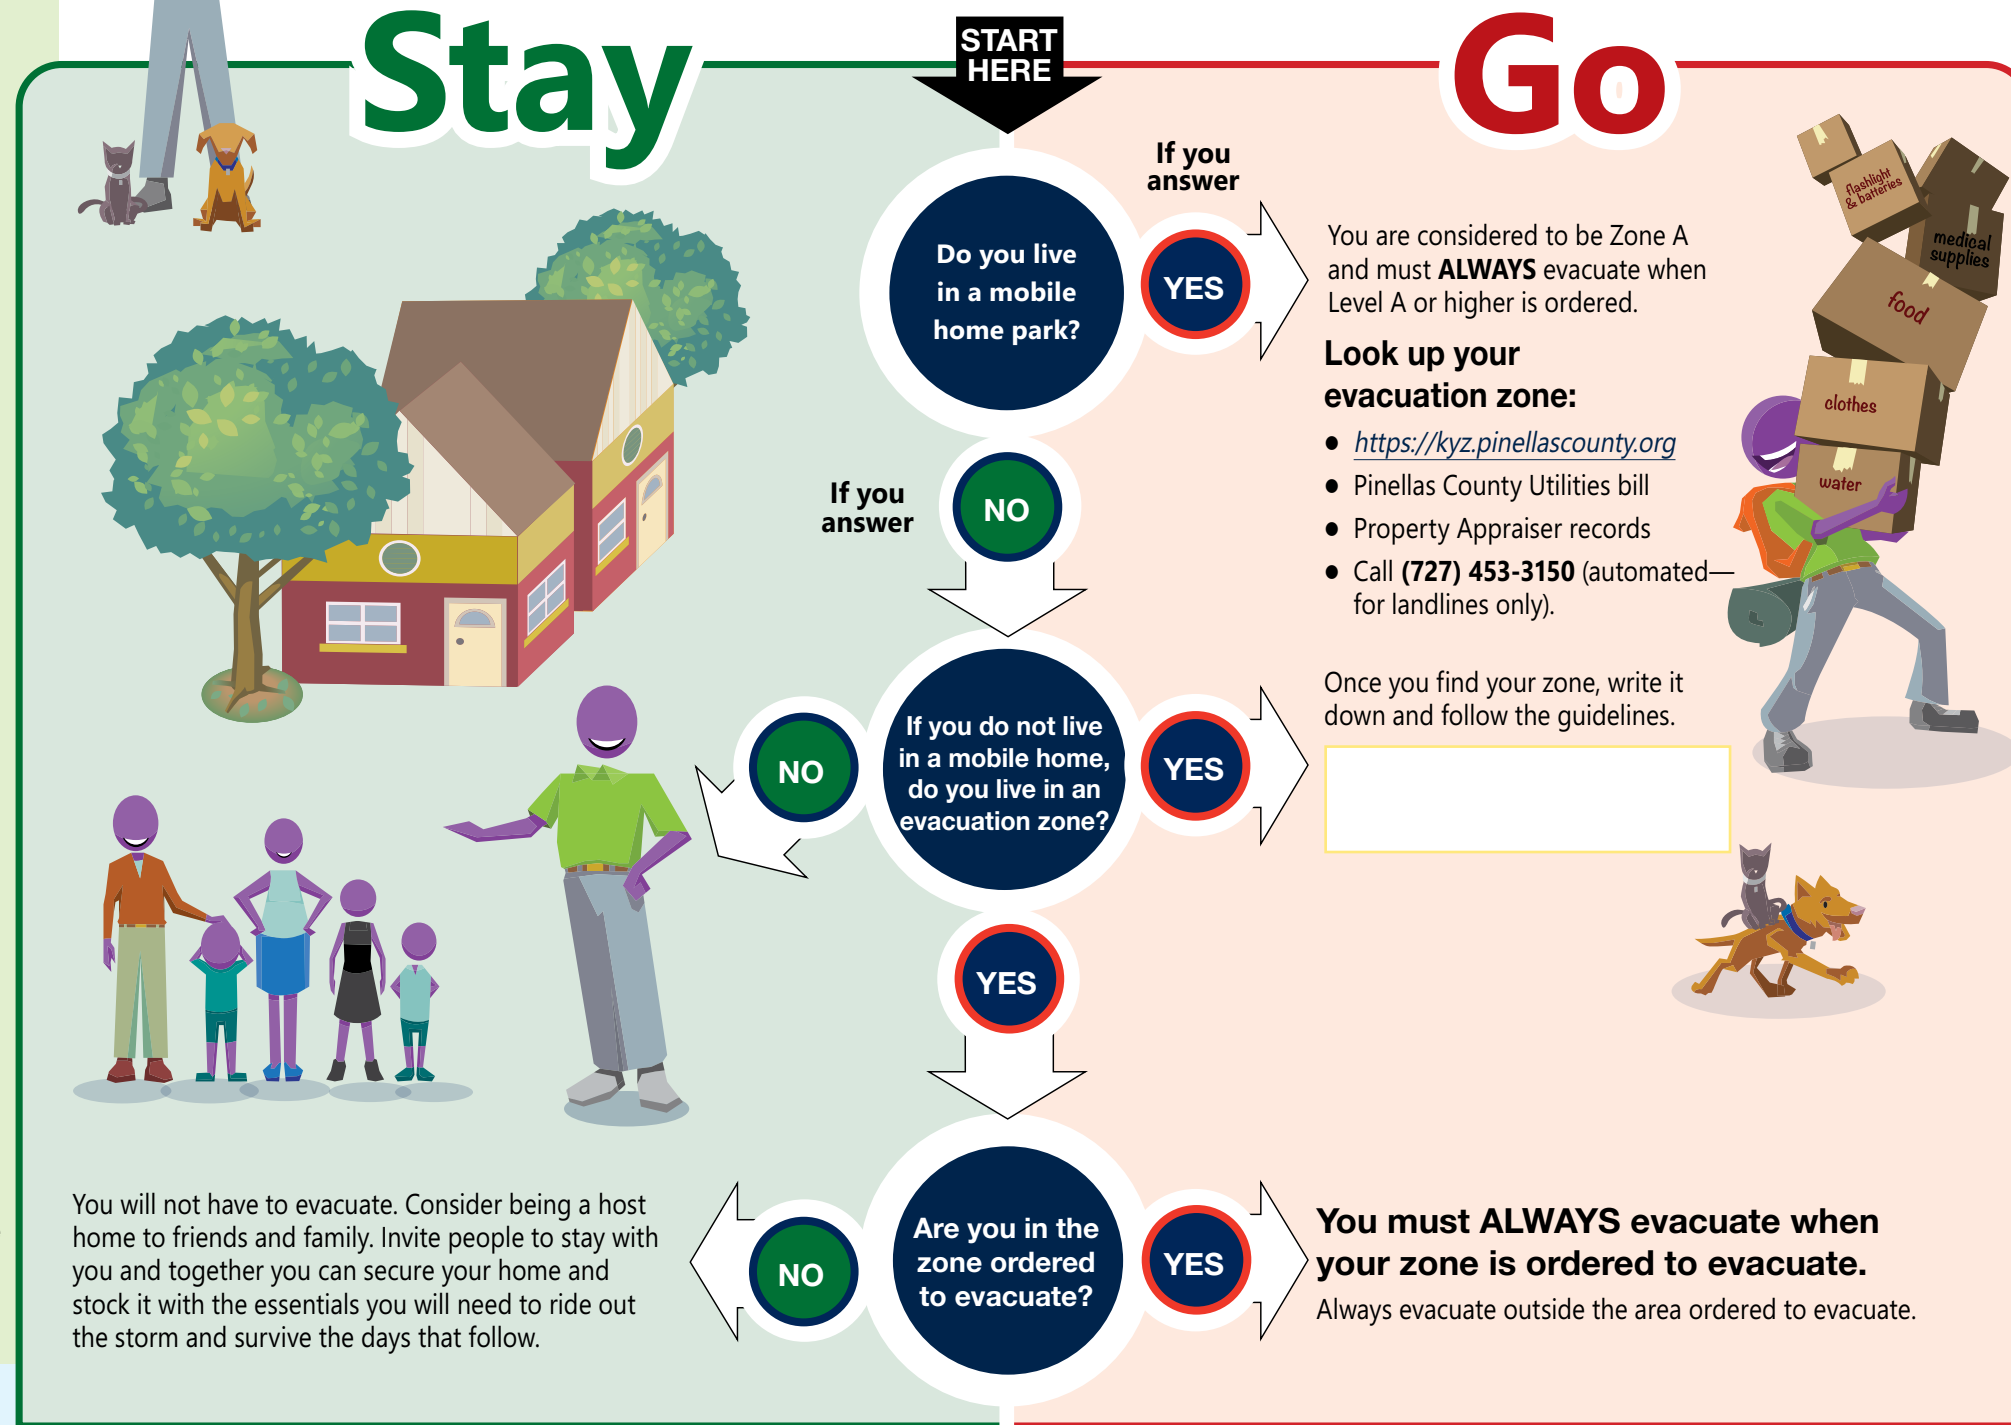 Stay
START
HERE
Go
Do you live
in a mobile
home park?
If you
answer
YES
You are considered to be Zone A
and must ALWAYS evacuate when
Level A or higher is ordered.
Look up your
evacuation zone:
• https://kyz.pinellascounty.org
• Pinellas County Utilities bill
• Property Appraiser records
• Call (727) 453-3150 (automated—
for landlines only).
flashlight
& batteries
medical
supplies
food
clothes
water
If you
answer
NO
If you do not live
in a mobile home,
do you live in an
evacuation zone?
NO
YES
Once you find your zone, write it
down and follow the guidelines.
YES
Are you in the
zone ordered
to evacuate?
NO
You will not have to evacuate. Consider being a host
home to friends and family. Invite people to stay with
you and together you can secure your home and
stock it with the essentials you will need to ride out
the storm and survive the days that follow.
YES
You must ALWAYS evacuate when
your zone is ordered to evacuate.
Always evacuate outside the area ordered to evacuate.